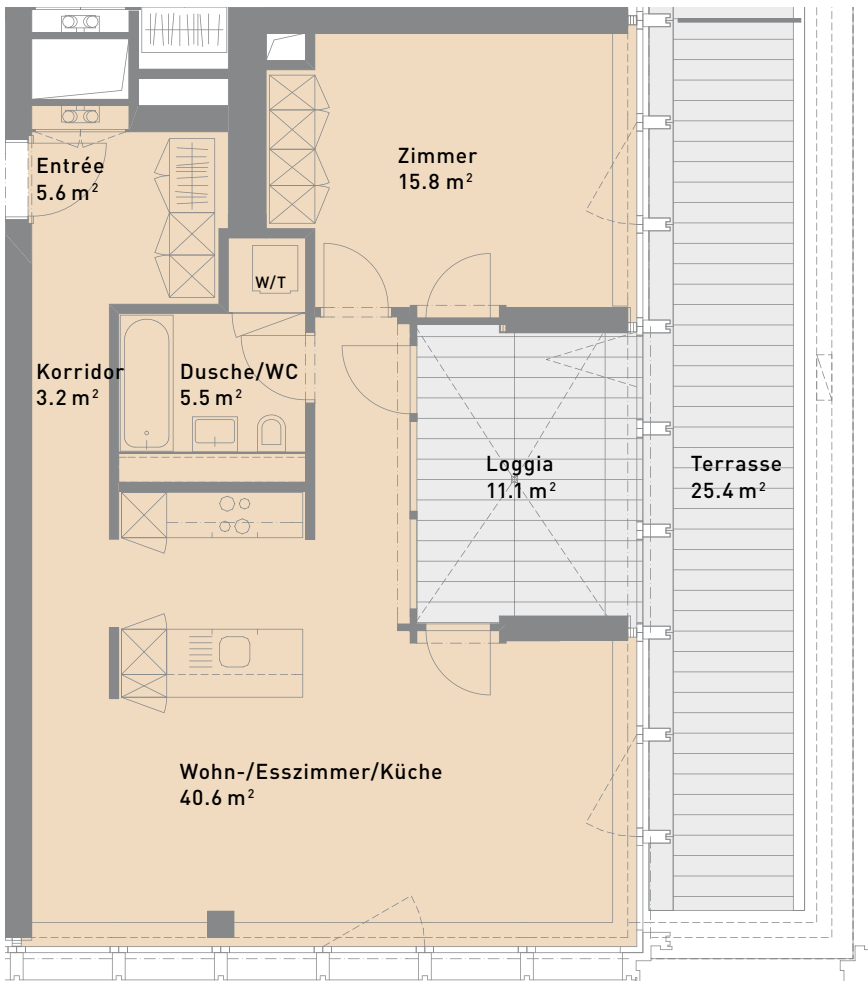 Entrée
5.6 m²
Zimmer
15.8 m²
W/T
Korridor
3.2 m²
Dusche/WC
5.5 m²
Loggia
11.1 m²
Terrasse
25.4 m²
Wohn-/Esszimmer/Küche
40.6 m²